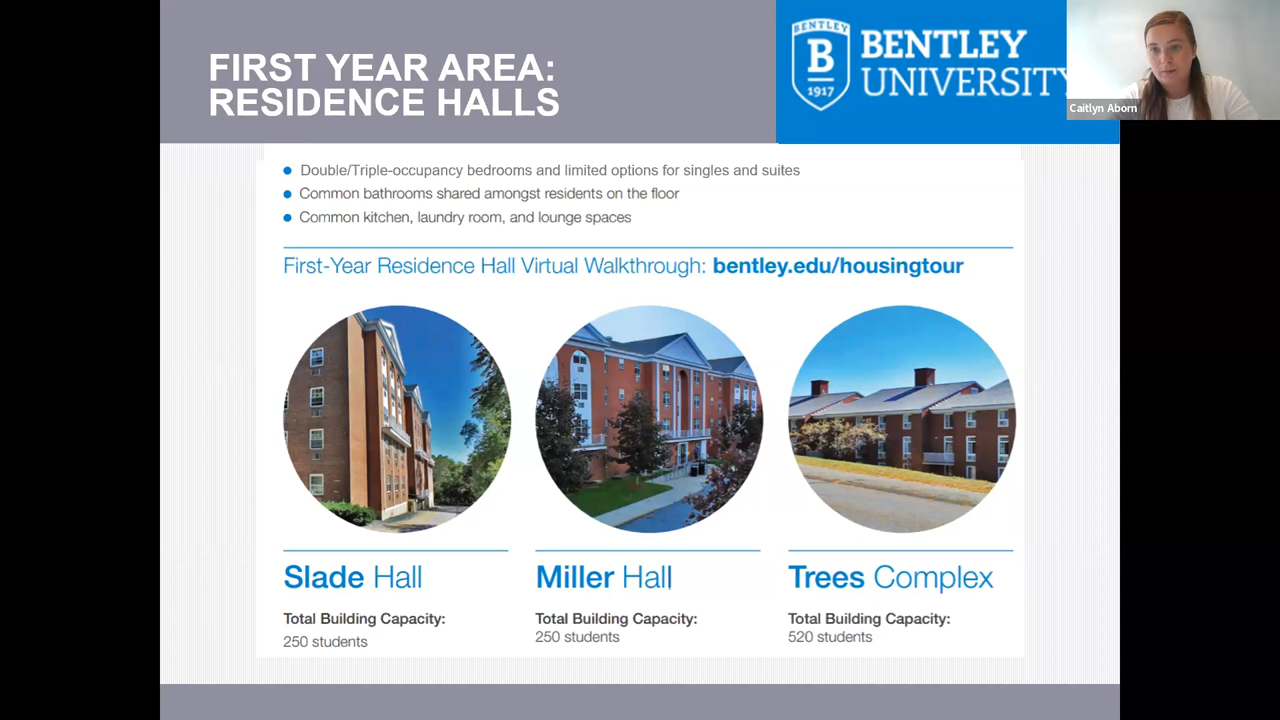 FIRST YEAR AREA:
RESIDENCE HALLS
BENTLEY
B
1917
BENTLEY
UNIVERSITY
Caitlyn Aborn
Double/Triple-occupancy bedrooms and limited options for singles and suites
Common bathrooms shared amongst residents on the floor
Common kitchen, laundry room, and lounge spaces
First-Year Residence Hall Virtual Walkthrough: bentley.edu/housingtour
Slade Hall
Total Building Capacity:
250 students
Miller Hall
Total Building Capacity:
250 students
Trees Complex
Total Building Capacity:
520 students